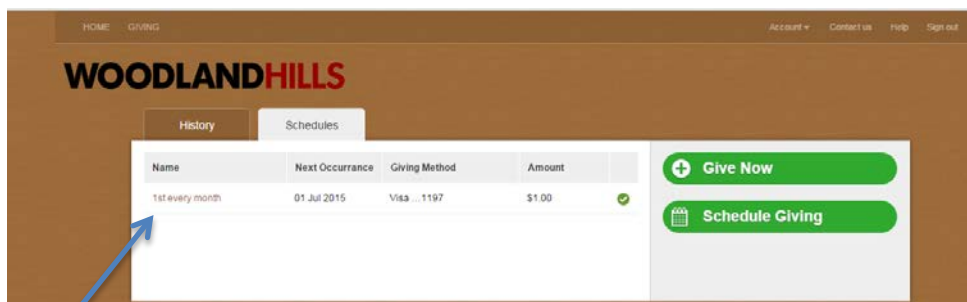 HOME GIVING Account Contact us Help Sign out
WOODLANDHILLS
History Schedules
Name Next Occurrance Giving Method Amount
1st every month 01 Jul 2015 Visa ...1197 $1.00
Give Now
Schedule Giving